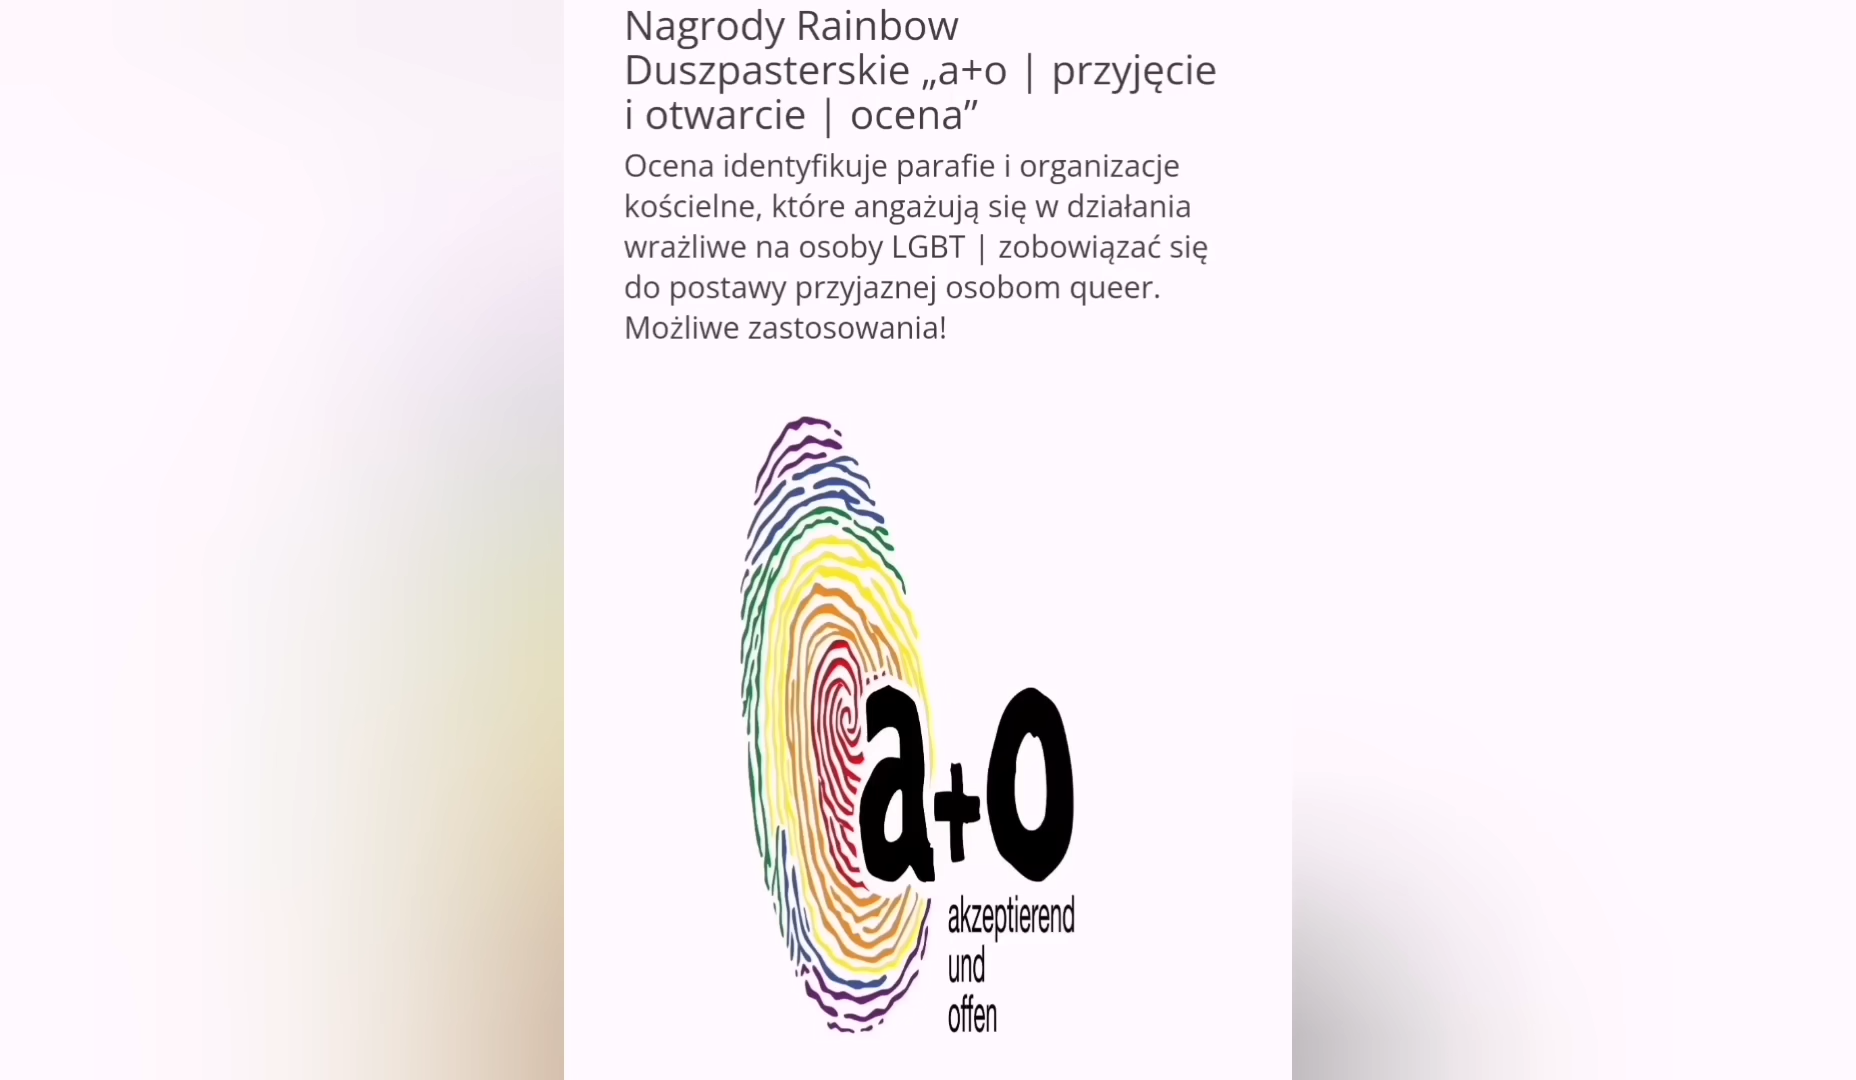 Nagrody Rainbow
Duszpasterskie „a+o | przyjęcie
i otwarcie | ocena”
Ocena identyfikuje parafie i organizacje
kościelne, które angażują się w działania
wrażliwe na osoby LGBT | zobowiązać się
do postawy przyjaznej osobom queer.
Możliwe zastosowania!
a+o
akzeptierend
und
offen